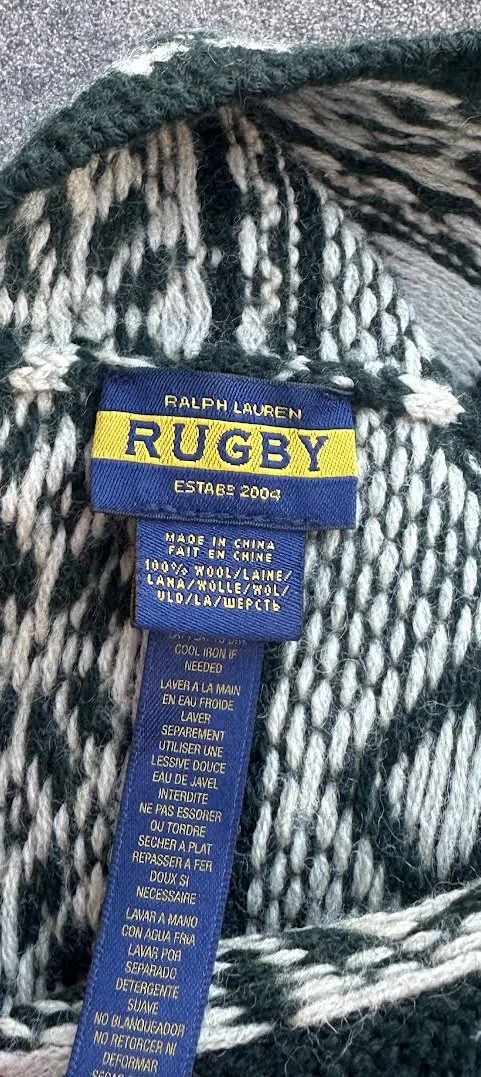 RALPH LAUREN
RUGBY
ESTABS 2004
MADE IN CHINA
FAIT EN CHINE
100% WOOL/LAINE/
LANA/WOLLE/WOL/
ULD/LA/ШЕРСТЬ
COOL IRON IF
NEEDED
LAVER A LA MAIN
EN EAU FROIDE
LAVER
SEPAREMENT
UTILISER UNE
LESSIVE DOUCE
EAU DE JAVEL
INTERDITE
NE PAS ESSORER
OU TORDRE
SECHER A PLAT
REPASSER A FER
DOUX SI
NECESSAIRE
LAVAR A MANO
CON AGUA FRIA
LAVAR POR
SEPARADO
DETERGENTE
SUAVE
NO BLANQUEADOR
NO RETORCER NI
DEFORMAR